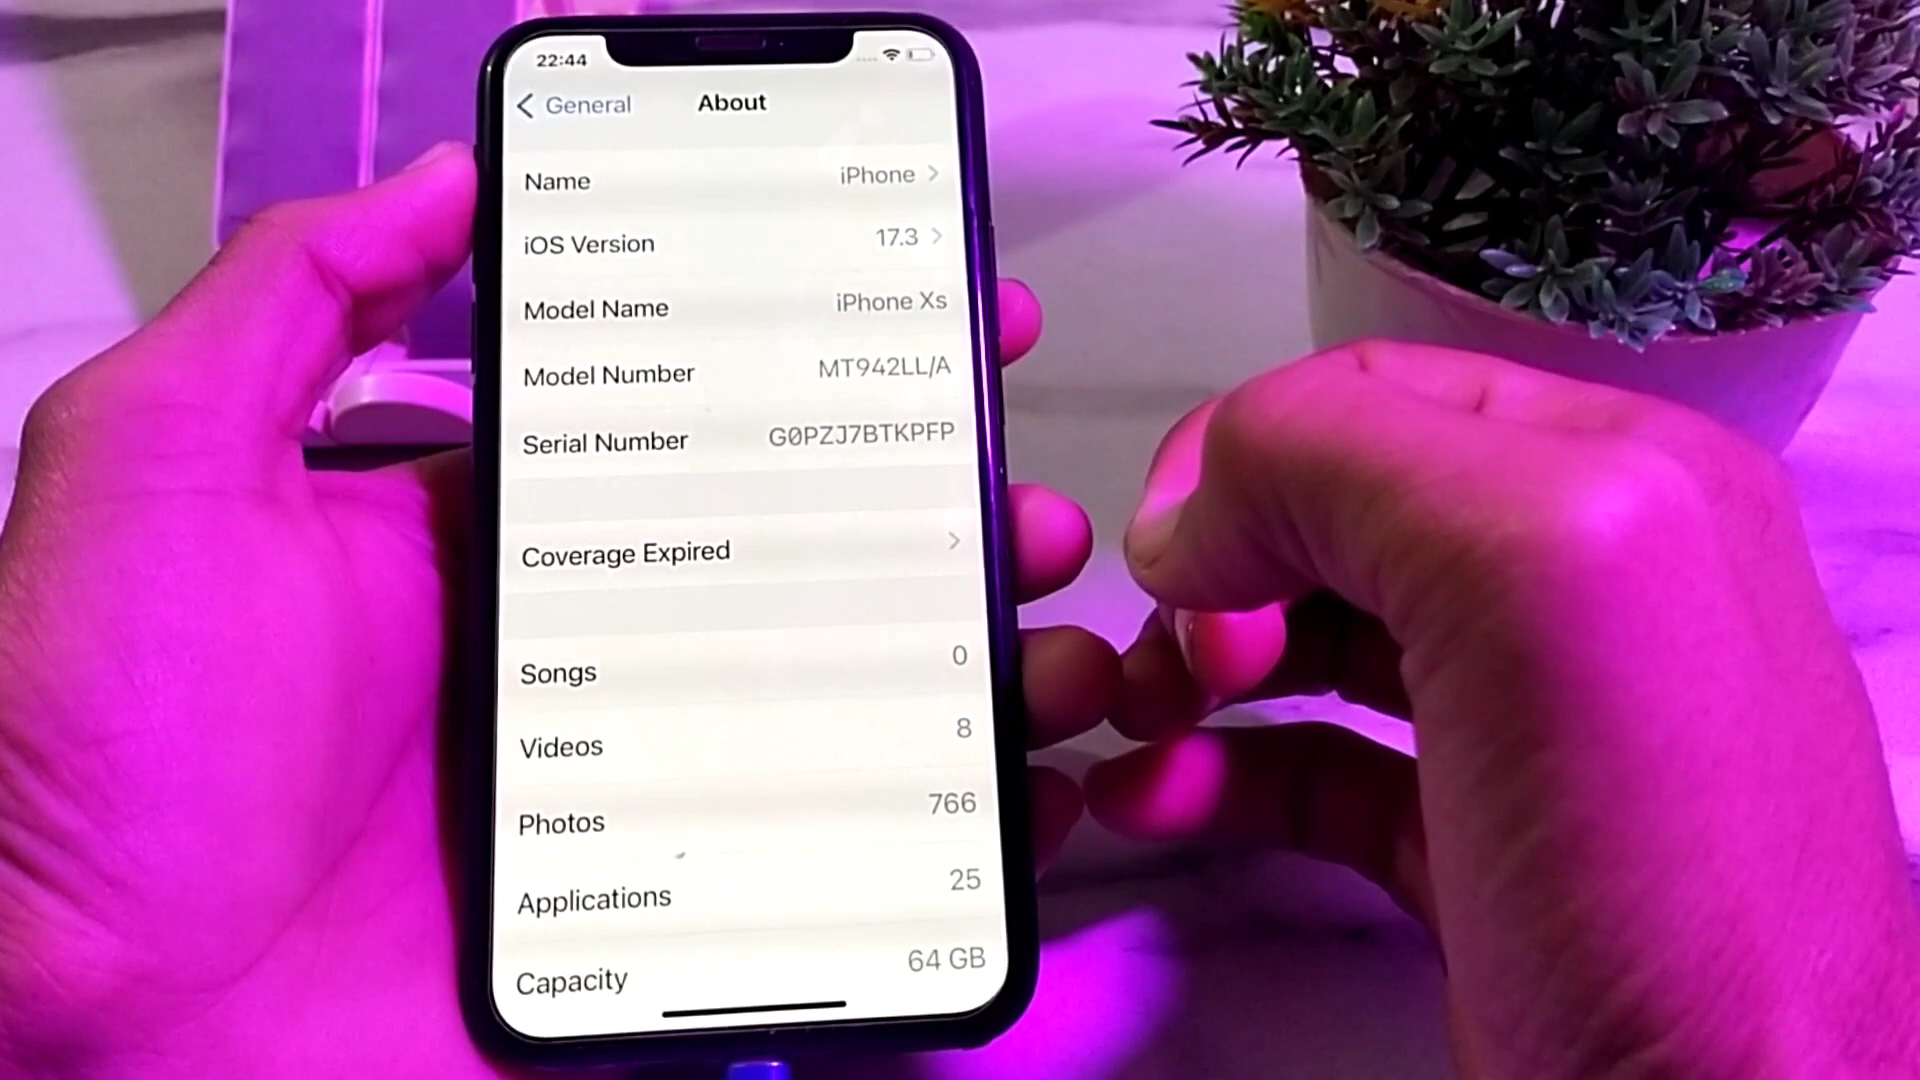 22:44
General About
Name iPhone
iOS Version 17.3
Model Name iPhone Xs
Model Number MT942LL/A
Serial Number G0PZJ7BTKPFP
Coverage Expired
Songs 0
Videos 8
Photos 766
Applications 25
Capacity 64 GB